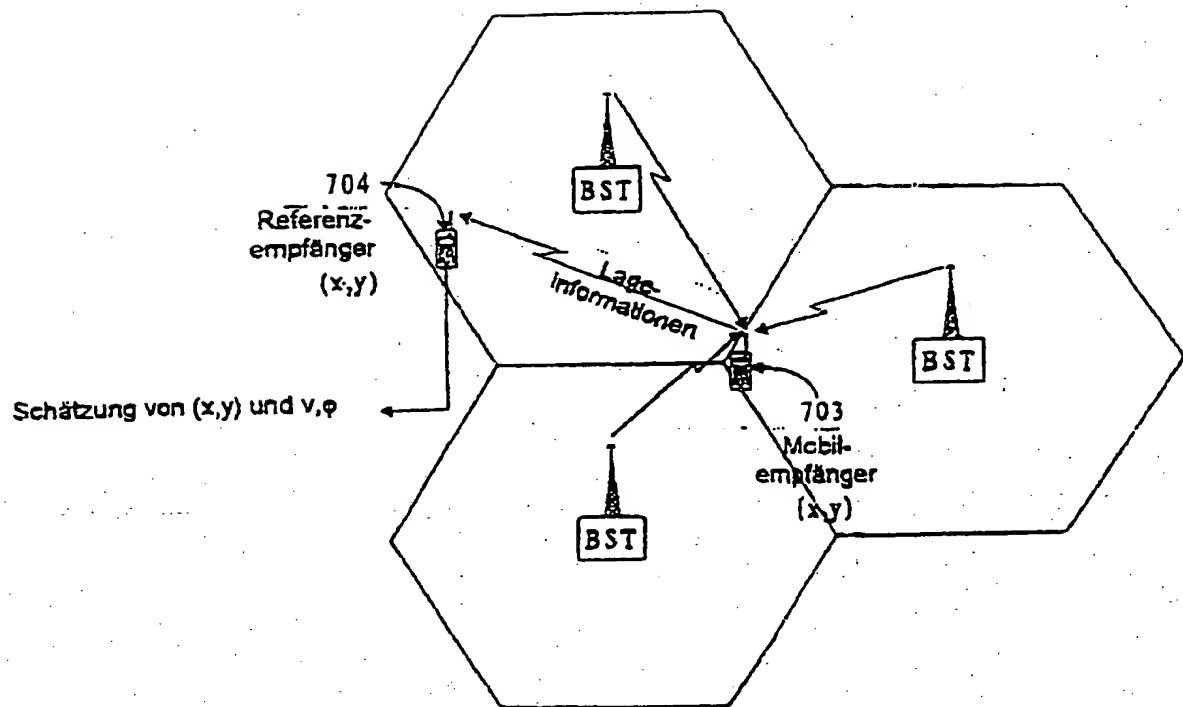 BST
704
Referenz-
empfänger
(x,y)
Lage-
informationen
BST
Schätzung von (x,y) und v,φ
703
Mobil-
empfänger
(x,y)
BST